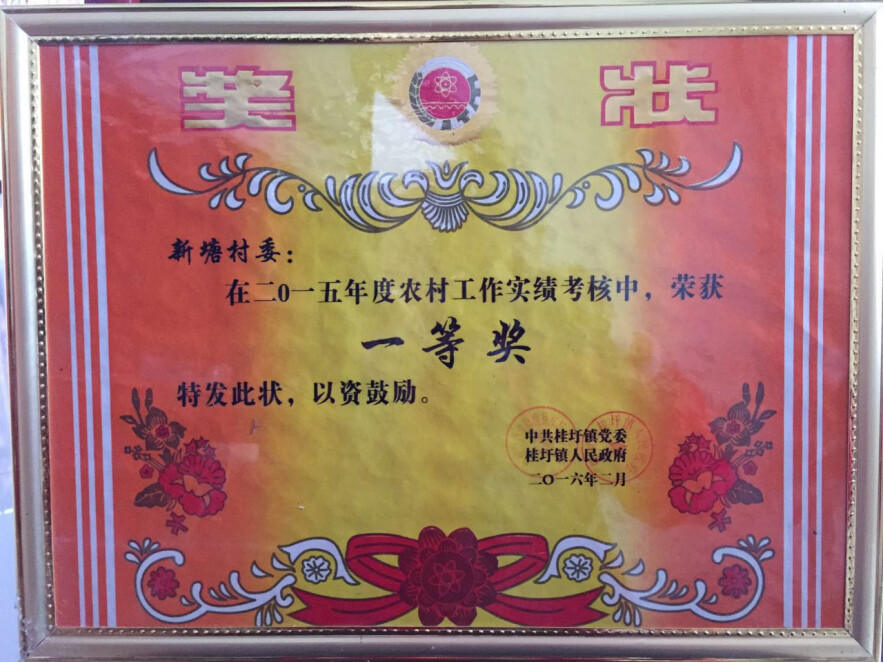 奖状
新塘村委：
在二0一五年度农村工作实绩考核中，荣获
一等奖
特发此状，以资鼓励。
中共桂圩镇党委
桂圩镇人民政府
二0一六年二月